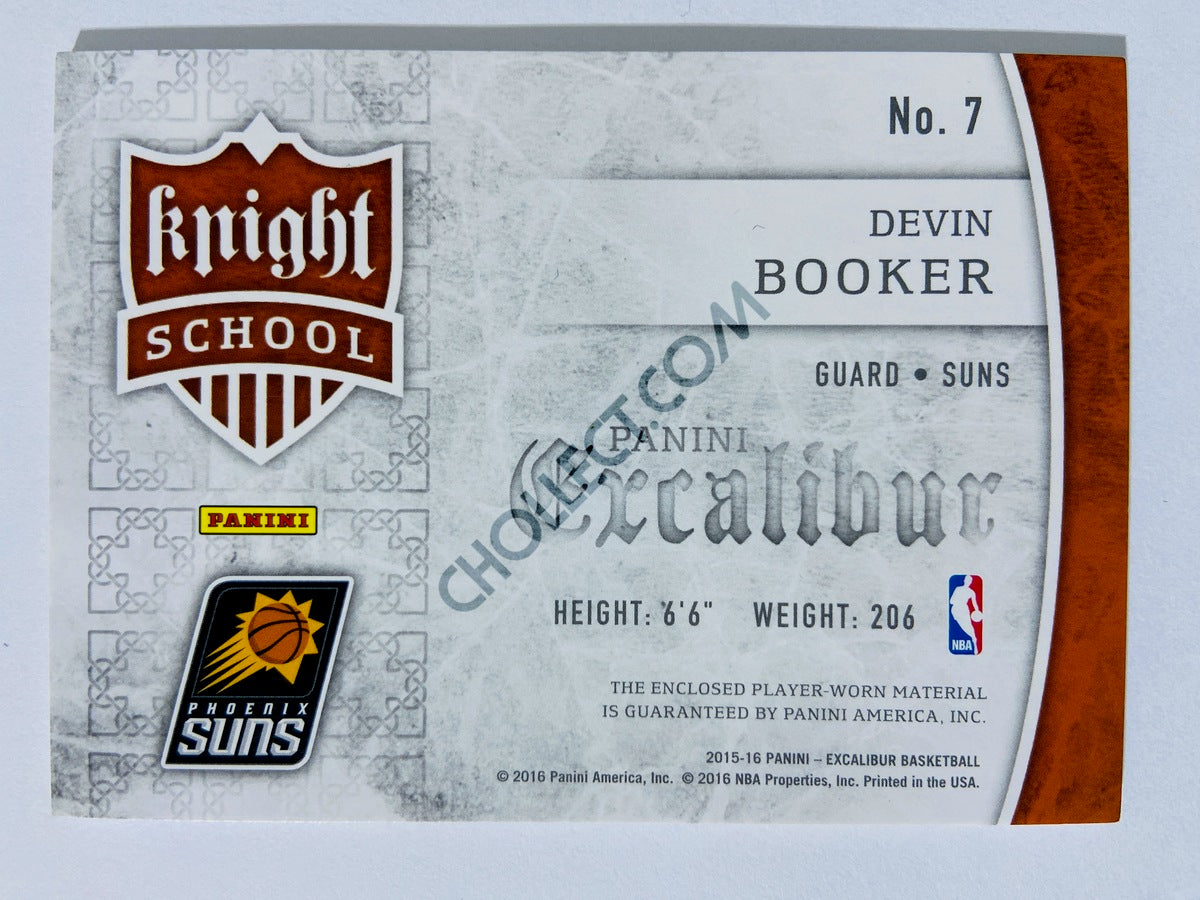 No. 7
knight
SCHOOL
DEVIN
BOOKER
GUARD • SUNS
PANINI
Excalibur
PANINI
CHOLLECT.COM
HEIGHT: 6'6" WEIGHT: 206
NBA
PHOENIX
SUNS
THE ENCLOSED PLAYER-WORN MATERIAL
IS GUARANTEED BY PANINI AMERICA, INC.
2015-16 PANINI – EXCALIBUR BASKETBALL
© 2016 Panini America, Inc. © 2016 NBA Properties, Inc. Printed in the USA.